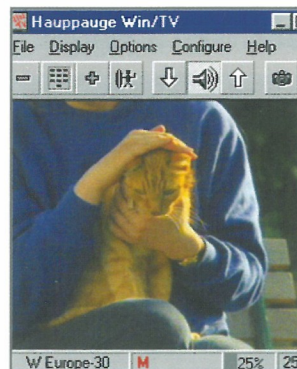 Hauppauge Win/TV
File Display Options Configure Help
W Europe-30 M 25% 25